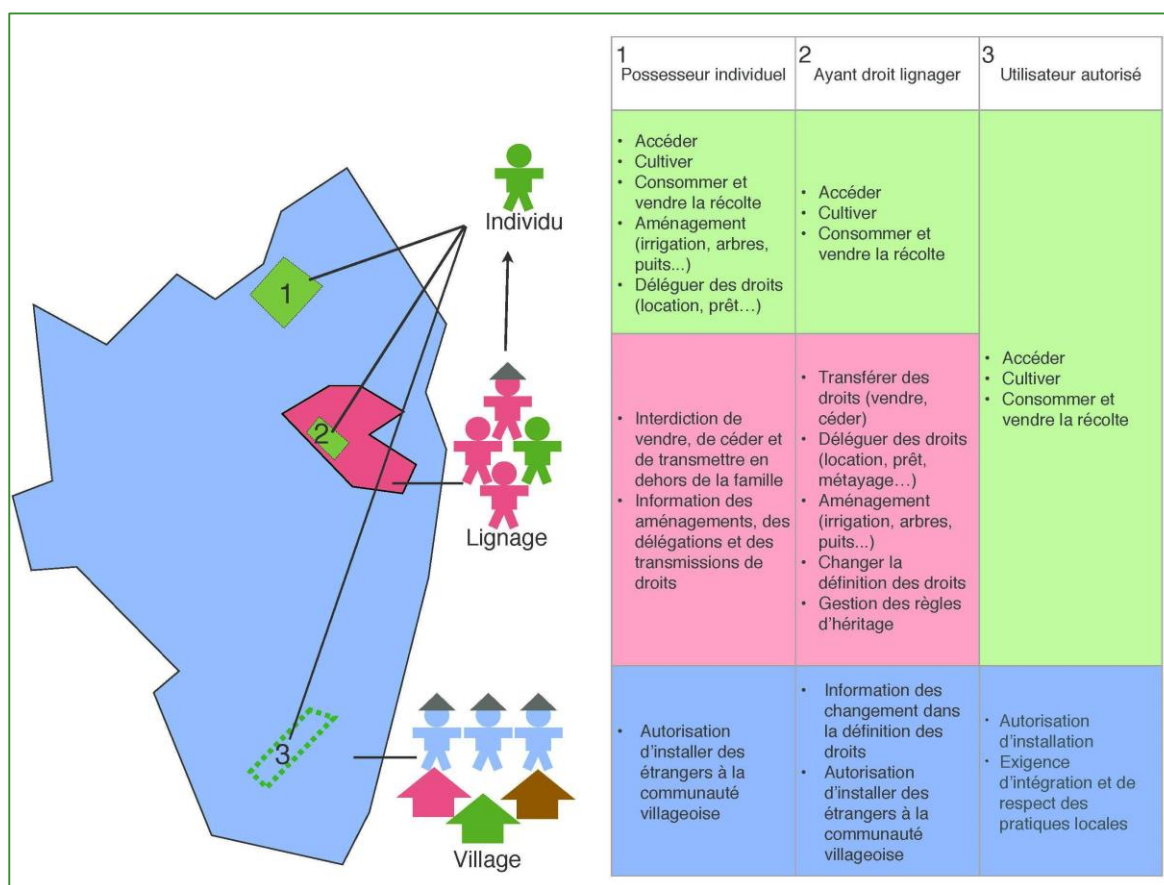 1
2
3
Individu
Lignage
Village
1
Possesseur individuel
2
Ayant droit lignager
3
Utilisateur autorisé
• Accéder
• Cultiver
• Consommer et
vendre la récolte
• Aménagement
(irrigation, arbres,
puits...)
• Déléguer des droits
(location, prêt…)
• Accéder
• Cultiver
• Consommer et
vendre la récolte
• Accéder
• Cultiver
• Consommer et
vendre la récolte
• Interdiction de
vendre, de céder et
de transmettre en
dehors de la famille
• Information des
aménagements, des
délégations et des
transmissions de
droits
• Transférer des
droits (vendre,
céder)
• Déléguer des droits
(location, prêt,
métayage…)
• Aménagement
(irrigation, arbres,
puits...)
• Changer la
définition des droits
• Gestion des règles
d'héritage
• Autorisation
d'installer des
étrangers à la
communauté
villageoise
• Information des
changement dans
la définition des
droits
• Autorisation
d'installer des
étrangers à la
communauté
villageoise
• Autorisation
d'installation
• Exigence
d'intégration et de
respect des
pratiques locales